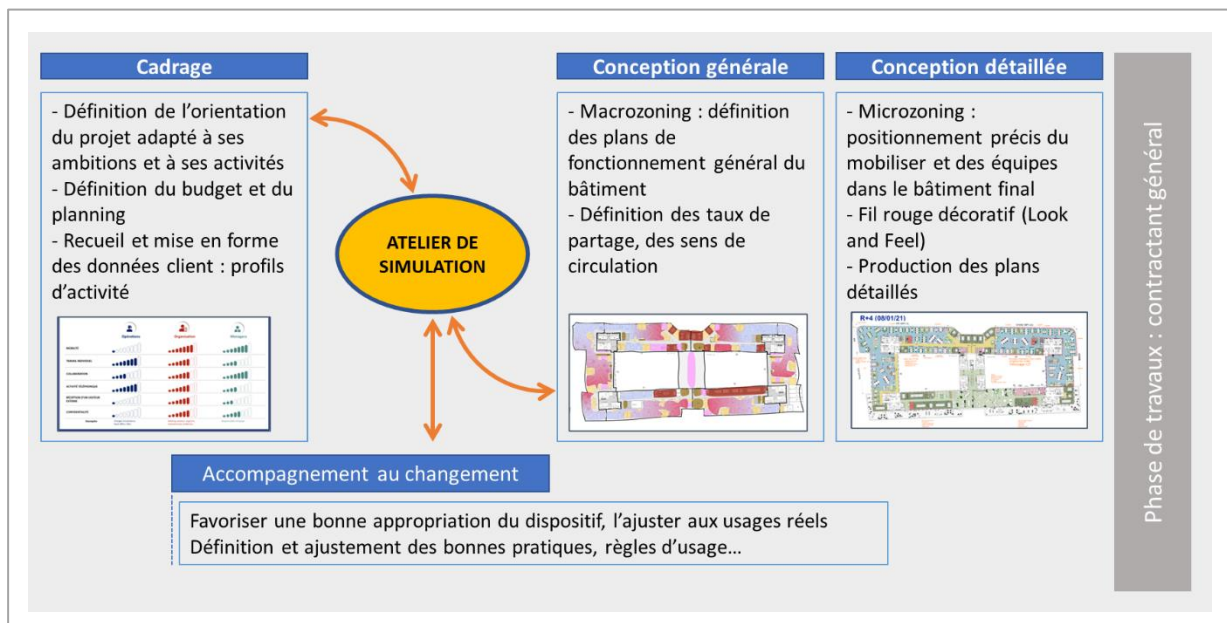 Cadrage
- Définition de l'orientation
du projet adapté à ses
ambitions et à ses activités
- Définition du budget et du
planning
- Recueil et mise en forme
des données client : profils
d'activité
ATELIER DE
SIMULATION
Conception générale
- Macrozoning : définition
des plans de
fonctionnement général du
bâtiment
- Définition des taux de
partage, des sens de
circulation
Conception détaillée
- Microzoning :
positionnement précis du
mobiliser et des équipes
dans le bâtiment final
- Fil rouge décoratif (Look
and Feel)
- Production des plans
détaillés
R+4 (08/01/21)
Accompagnement au changement
Favoriser une bonne appropriation du dispositif, l'ajuster aux usages réels
Définition et ajustement des bonnes pratiques, règles d'usage…
Phase de travaux : contractant général